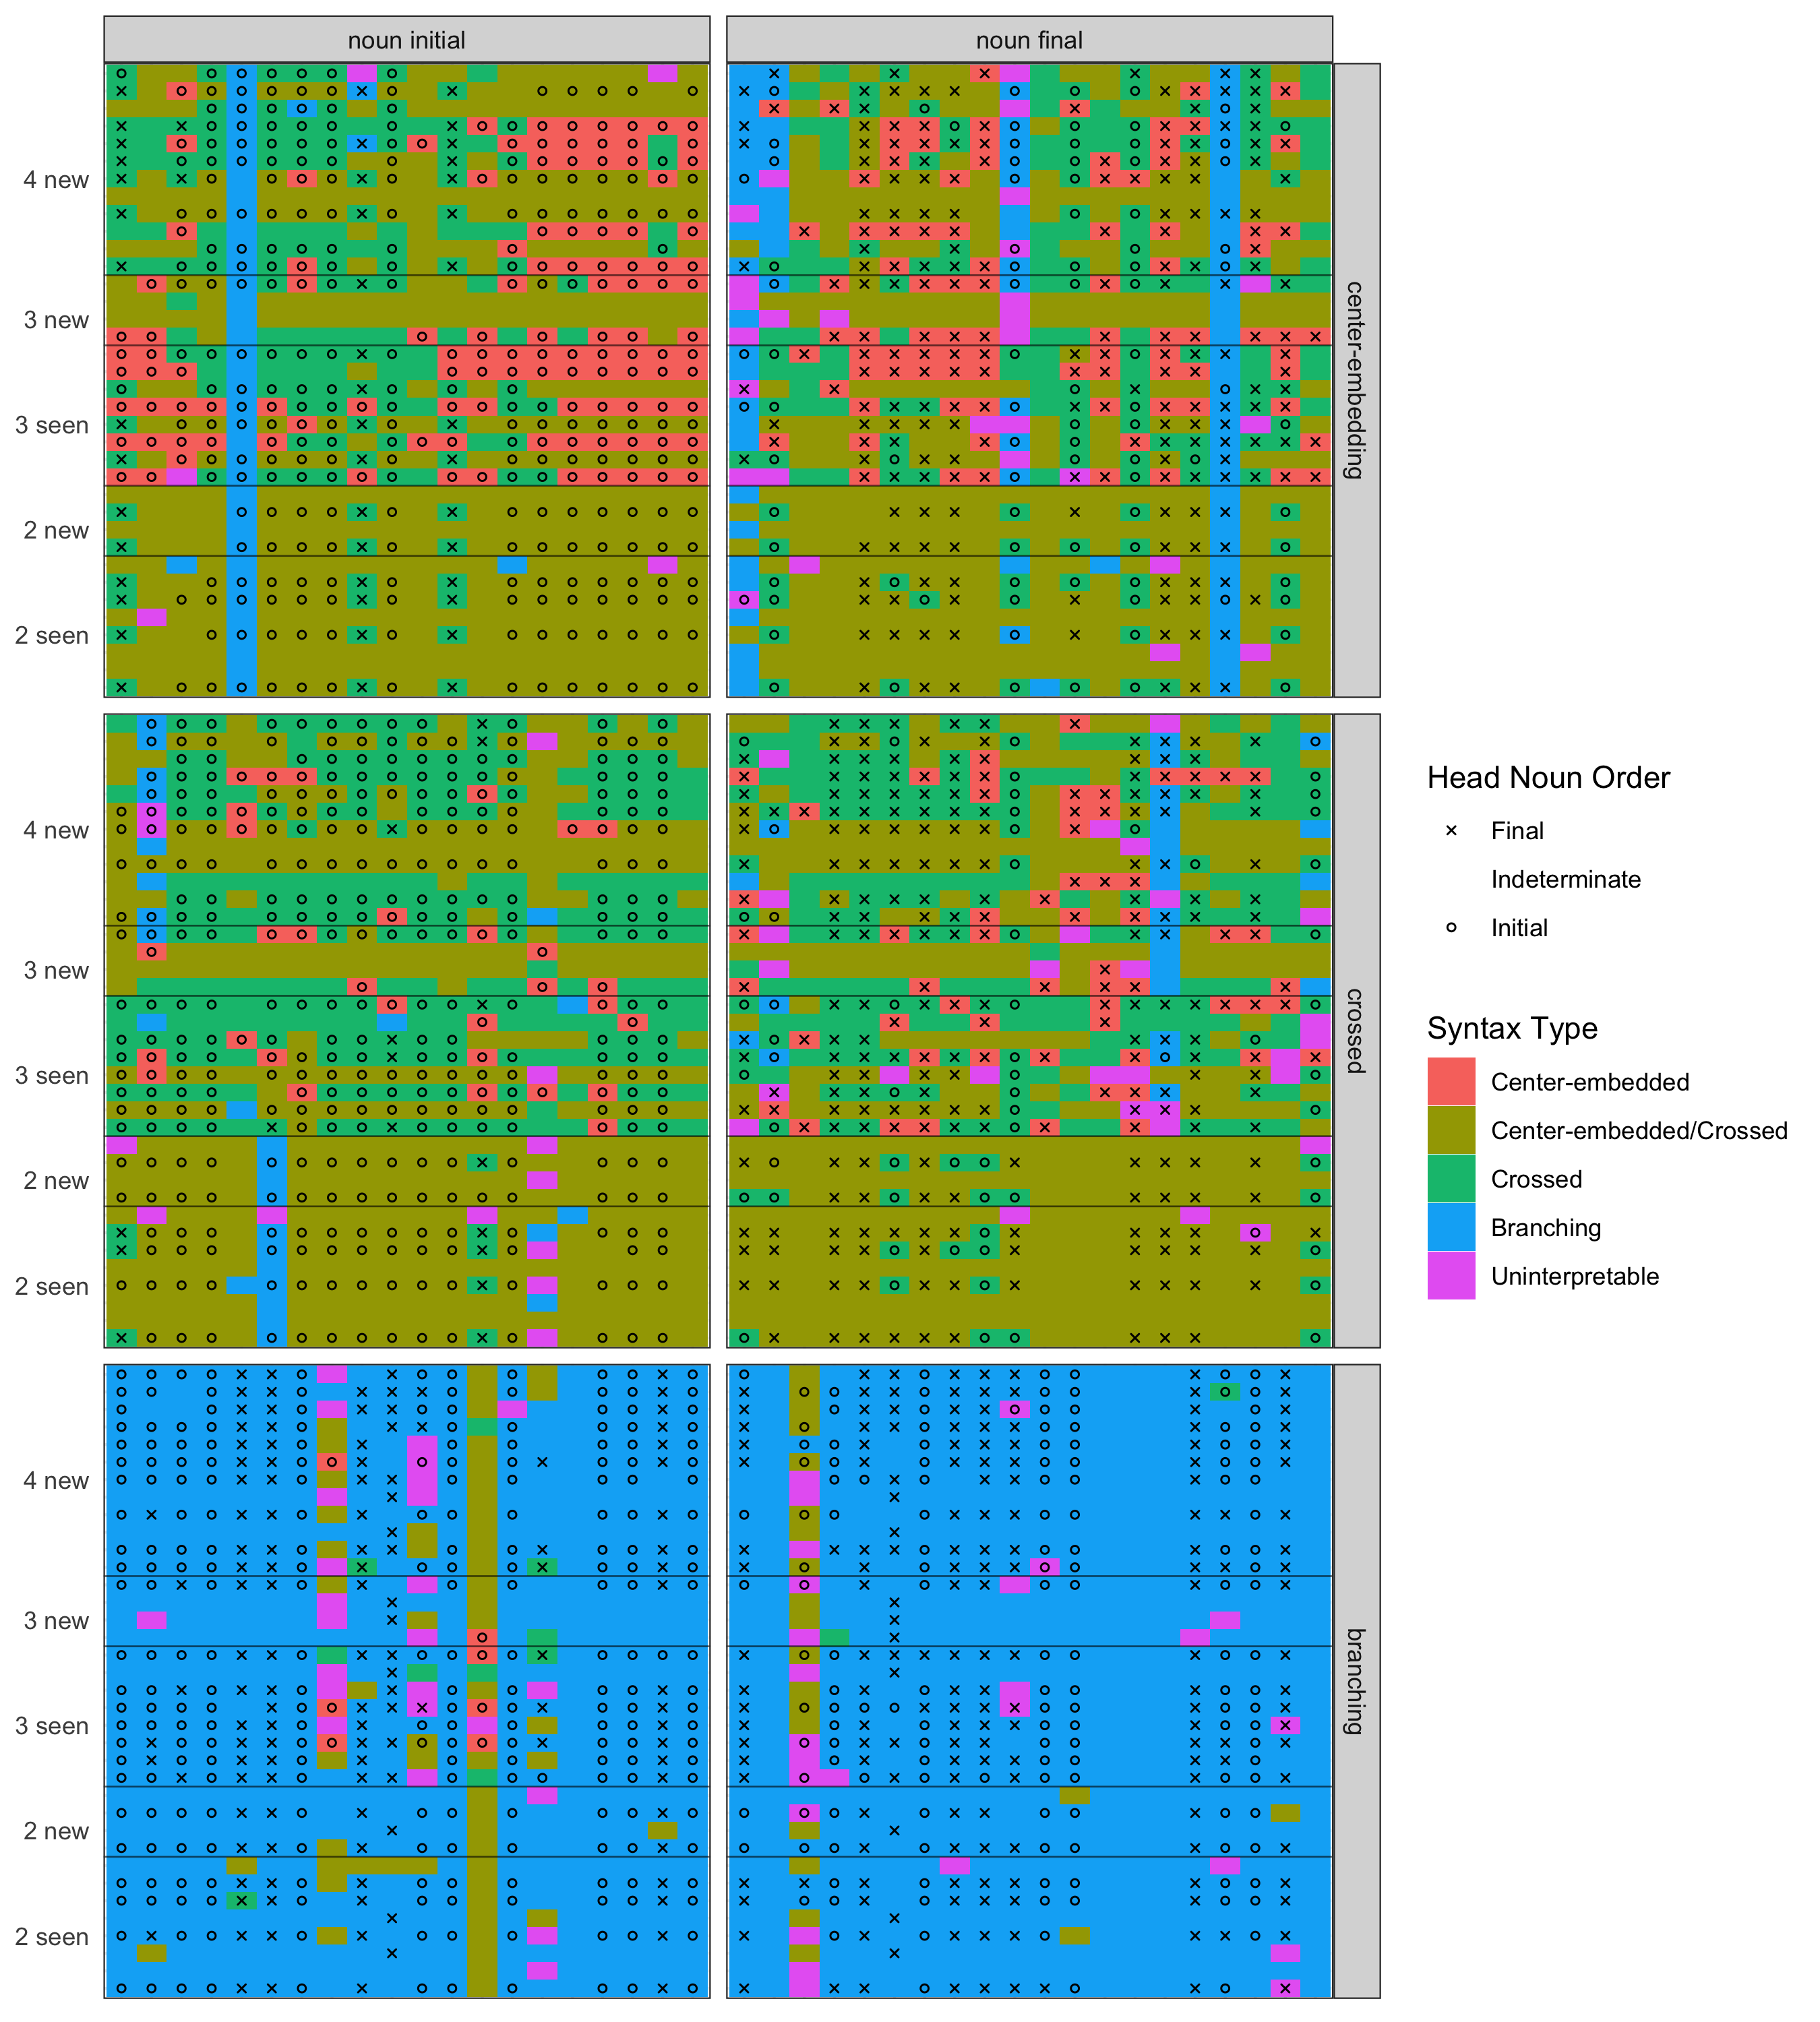 noun initial
noun final
4 new
3 new
3 seen
2 new
2 seen
center-embedding
4 new
3 new
3 seen
2 new
2 seen
crossed
4 new
3 new
3 seen
2 new
2 seen
branching
Head Noun Order
Final
Indeterminate
Initial
Syntax Type
Center-embedded
Center-embedded/Crossed
Crossed
Branching
Uninterpretable